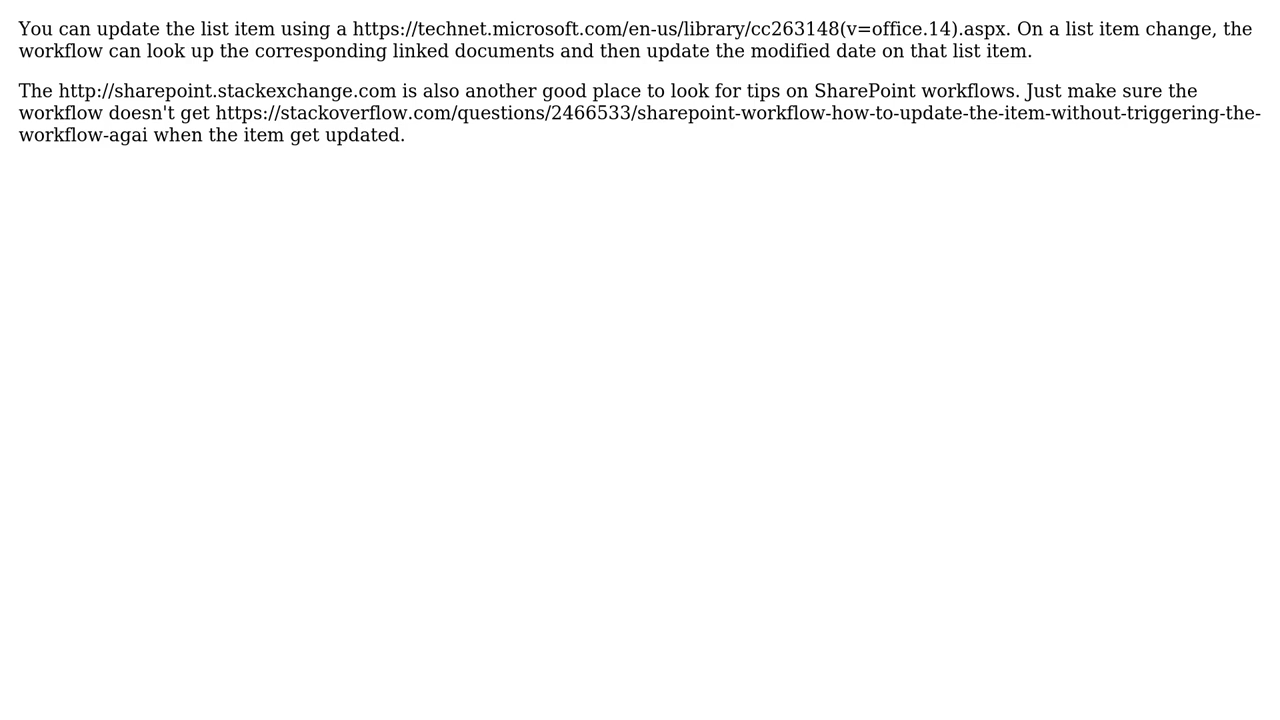 You can update the list item using a https://technet.microsoft.com/en-us/library/cc263148(v=office.14).aspx. On a list item change, the
workflow can look up the corresponding linked documents and then update the modified date on that list item.
The http://sharepoint.stackexchange.com is also another good place to look for tips on SharePoint workflows. Just make sure the
workflow doesn't get https://stackoverflow.com/questions/2466533/sharepoint-workflow-how-to-update-the-item-without-triggering-the-
workflow-agai when the item get updated.